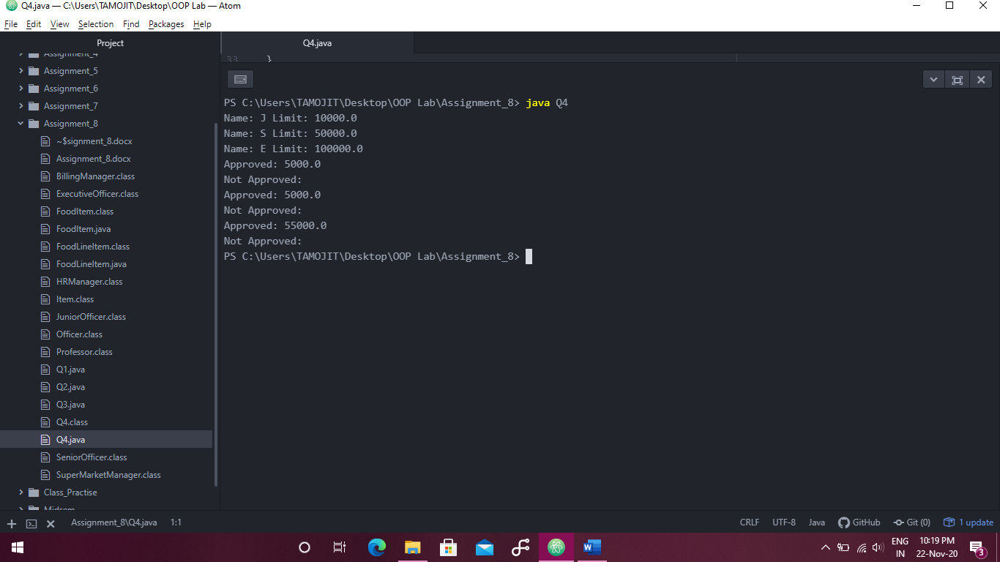 Q4.java — C:\Users\TAMOJIT\Desktop\OOP Lab — Atom
File Edit View Selection Find Packages Help
Project
Assignment_4
Assignment_5
Assignment_6
Assignment_7
Assignment_8
~$signment_8.docx
Assignment_8.docx
BillingManager.class
ExecutiveOfficer.class
FoodItem.class
FoodItem.java
FoodLineItem.class
FoodLineItem.java
HRManager.class
Item.class
JuniorOfficer.class
Officer.class
Professor.class
Q1.java
Q2.java
Q3.java
Q4.class
Q4.java
SeniorOfficer.class
SuperMarketManager.class
Class_Practise
Midsem
Q4.java
33 }
PS C:\Users\TAMOJIT\Desktop\OOP Lab\Assignment_8> java Q4
Name: J Limit: 10000.0
Name: S Limit: 50000.0
Name: E Limit: 100000.0
Approved: 5000.0
Not Approved:
Approved: 5000.0
Not Approved:
Approved: 55000.0
Not Approved:
PS C:\Users\TAMOJIT\Desktop\OOP Lab\Assignment_8>
Assignment_8\Q4.java 1:1
CRLF UTF-8 Java GitHub Git (0) 1 update
ENG
IN
10:19 PM
22-Nov-20
3